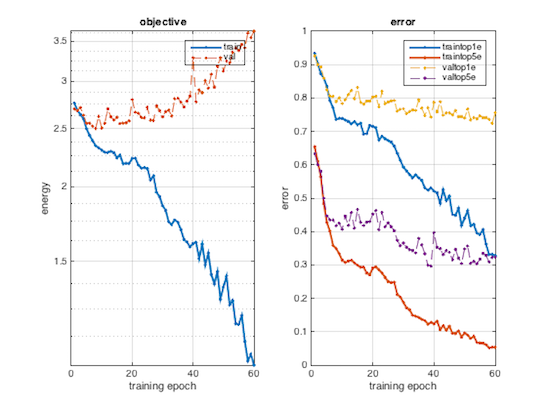 objective
train
val
3.5
3
2.5
2
1.5
energy
0
20
40
60
training epoch
error
traintop1e
traintop5e
valtop1e
valtop5e
1
0.9
0.8
0.7
0.6
0.5
0.4
0.3
0.2
0.1
0
error
0
20
40
60
training epoch